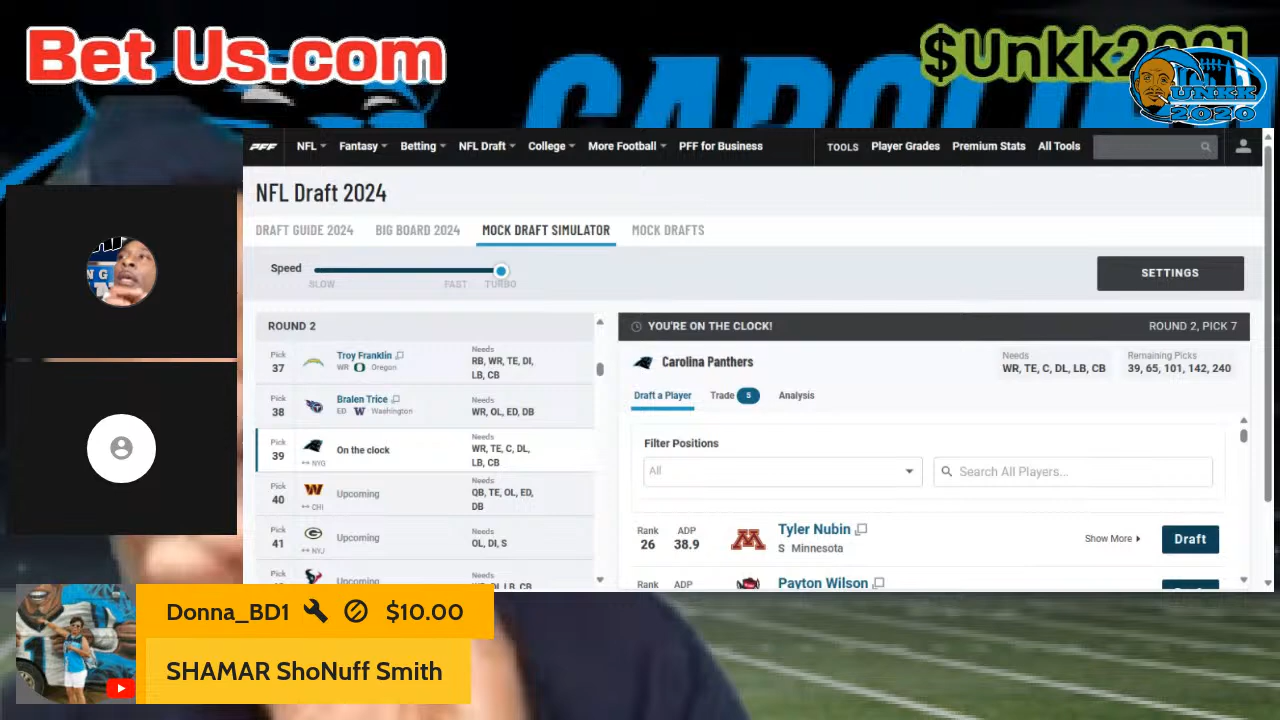 Bet Us.com
$Unkk2021
UNKK
2020
PFF NFL Fantasy Betting NFL Draft College More Football PFF for Business TOOLS Player Grades Premium Stats All Tools
NFL Draft 2024
DRAFT GUIDE 2024 BIG BOARD 2024 MOCK DRAFT SIMULATOR MOCK DRAFTS
Speed
SLOW FAST TURBO
SETTINGS
ROUND 2
Pick 37 Troy Franklin
WR Oregon
Needs
RB, WR, TE, DI,
LB, CB
Pick 38 Bralen Trice
ED W Washington
Needs
WR, OL, ED, DB
Pick 39 On the clock
↔ NYG
Needs
WR, TE, C, DL,
LB, CB
Pick 40 Upcoming
↔ CHI
Needs
QB, TE, OL, ED,
DB
Pick 41 Upcoming
↔ NYJ
Needs
OL, DI, S
Pick
Upcoming
Needs
YOU'RE ON THE CLOCK! ROUND 2, PICK 7
Carolina Panthers
Needs
WR, TE, C, DL, LB, CB
Remaining Picks
39, 65, 101, 142, 240
Draft a Player Trade 5 Analysis
Filter Positions
All
Search All Players...
Rank 26 ADP 38.9 Tyler Nubin
S Minnesota
Show More Draft
Rank ADP Payton Wilson
Donna_BD1 $10.00
SHAMAR ShoNuff Smith